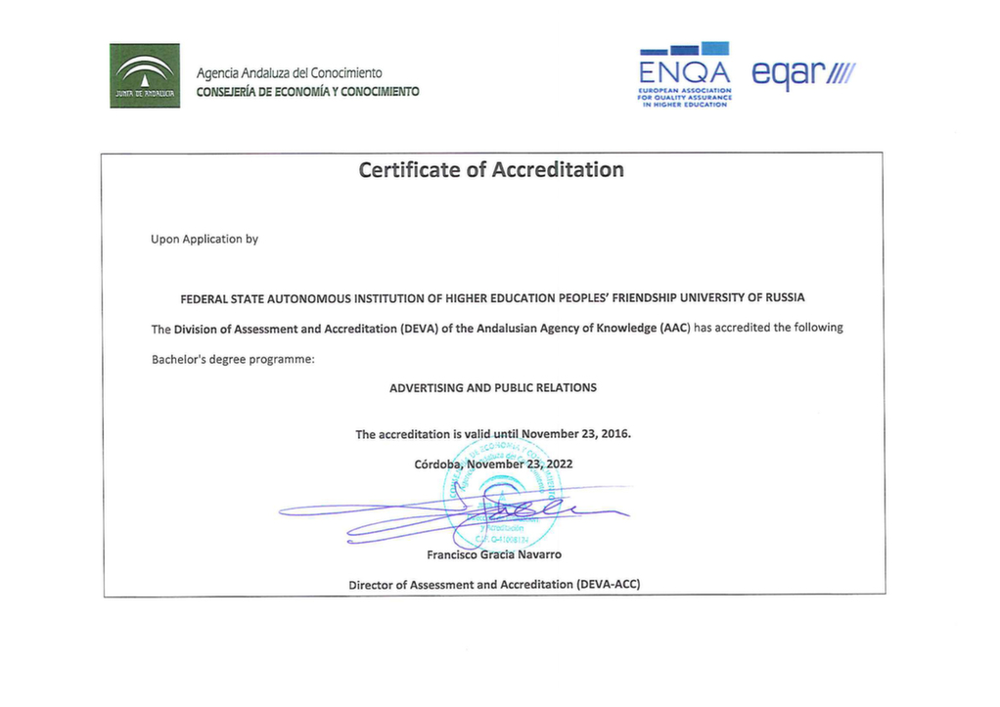 JUNTA DE ANDALUCIA
Agencia Andaluza del Conocimiento
CONSEJERÍA DE ECONOMÍA Y CONOCIMIENTO
ENQA
EUROPEAN ASSOCIATION
FOR QUALITY ASSURANCE
IN HIGHER EDUCATION
eqar////
Certificate of Accreditation
Upon Application by
FEDERAL STATE AUTONOMOUS INSTITUTION OF HIGHER EDUCATION PEOPLES' FRIENDSHIP UNIVERSITY OF RUSSIA
The Division of Assessment and Accreditation (DEVA) of the Andalusian Agency of Knowledge (AAC) has accredited the following
Bachelor's degree programme:
ADVERTISING AND PUBLIC RELATIONS
The accreditation is valid until November 23, 2016.
Córdoba, November 23, 2022
y Acreditación
Francisco Gracia Navarro
Director of Assessment and Accreditation (DEVA-ACC)